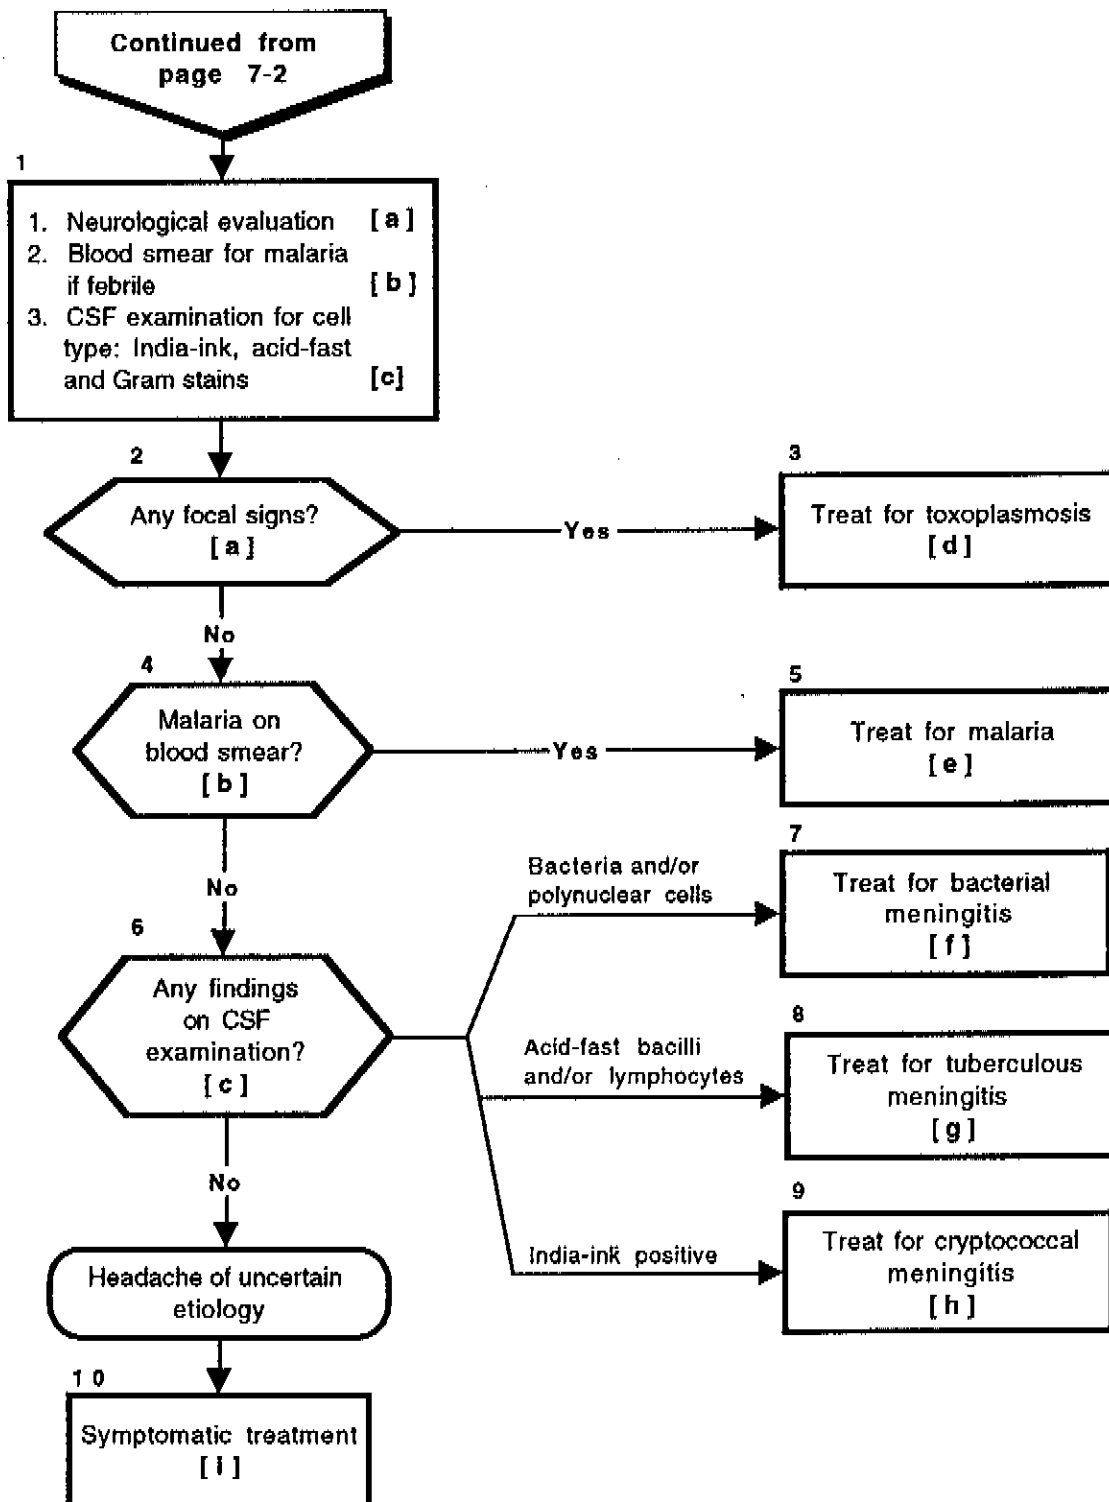 Continued from
page 7-2
1
1. Neurological evaluation [a]
2. Blood smear for malaria
if febrile [b]
3. CSF examination for cell
type: India-ink, acid-fast
and Gram stains [c]
2
Any focal signs?
[a]
Yes
3
Treat for toxoplasmosis
[d]
No
4
Malaria on
blood smear?
[b]
Yes
5
Treat for malaria
[e]
No
6
Any findings
on CSF
examination?
[c]
Bacteria and/or
polynuclear cells
7
Treat for bacterial
meningitis
[f]
Acid-fast bacilli
and/or lymphocytes
8
Treat for tuberculous
meningitis
[g]
India-ink positive
9
Treat for cryptococcal
meningitis
[h]
No
Headache of uncertain
etiology
10
Symptomatic treatment
[i]